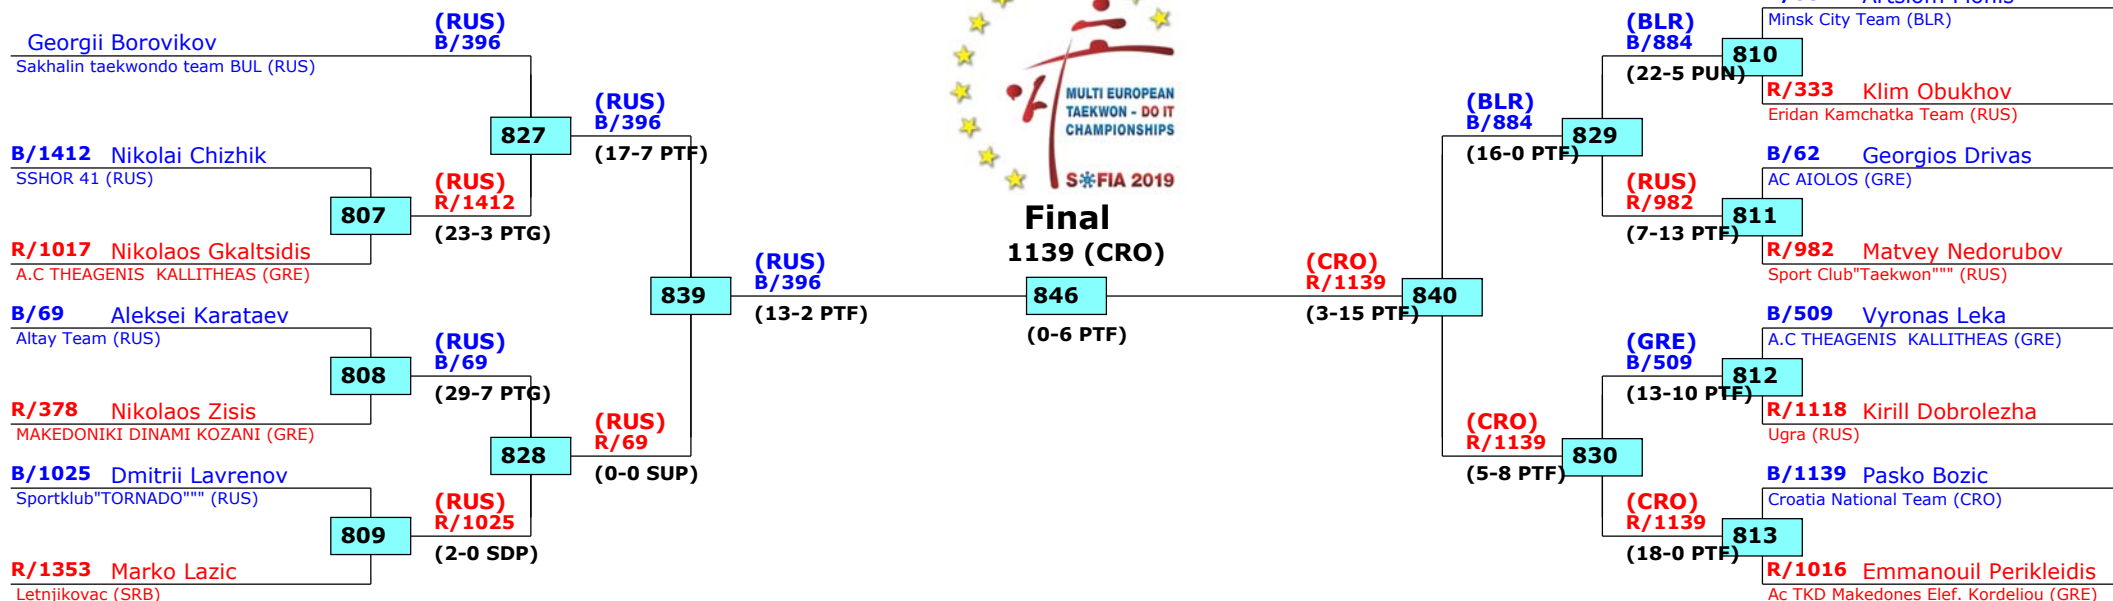 Georgii Borovikov
Sakhalin taekwondo team BUL (RUS)
B/1412 Nikolai Chizhik
SSHOR 41 (RUS)
807
R/1017 Nikolaos Gkaltsidis
A.C THEAGENIS KALLITHEAS (GRE)
B/69 Aleksei Karataev
Altay Team (RUS)
808
R/378 Nikolaos Zisis
MAKEDONIKI DINAMI KOZANI (GRE)
B/1025 Dmitrii Lavrenov
Sportklub"TORNADO""" (RUS)
809
R/1353 Marko Lazic
Letnjikovac (SRB)
(RUS)
B/396
827
(RUS)
R/1412
(23-3 PTG)
(RUS)
B/69
(29-7 PTG)
828
(RUS)
R/1025
(2-0 SDP)
(RUS)
B/396
(17-7 PTF)
839
(RUS)
R/69
(0-0 SUP)
(RUS)
B/396
(13-2 PTF)
MULTI EUROPEAN
TAEKWON - DO IT
CHAMPIONSHIPS
S FIA 2019
Final
1139 (CRO)
846
(0-6 PTF)
(CRO)
R/1139
(3-15 PTF)
840
(BLR)
B/884
(16-0 PTF)
829
(CRO)
R/1139
(5-8 PTF)
830
(BLR)
B/884
(22-5 PUN)
810
(RUS)
R/982
(7-13 PTF)
811
(GRE)
B/509
(13-10 PTF)
812
(CRO)
R/1139
(18-0 PTF)
813
Minsk City Team (BLR)
R/333 Klim Obukhov
Eridan Kamchatka Team (RUS)
B/62 Georgios Drivas
AC AIOLOS (GRE)
R/982 Matvey Nedorubov
Sport Club"Taekwon""" (RUS)
B/509 Vyronas Leka
A.C THEAGENIS KALLITHEAS (GRE)
R/1118 Kirill Dobrolezha
Ugra (RUS)
B/1139 Pasko Bozic
Croatia National Team (CRO)
R/1016 Emmanouil Perikleidis
Ac TKD Makedones Elef. Kordeliou (GRE)